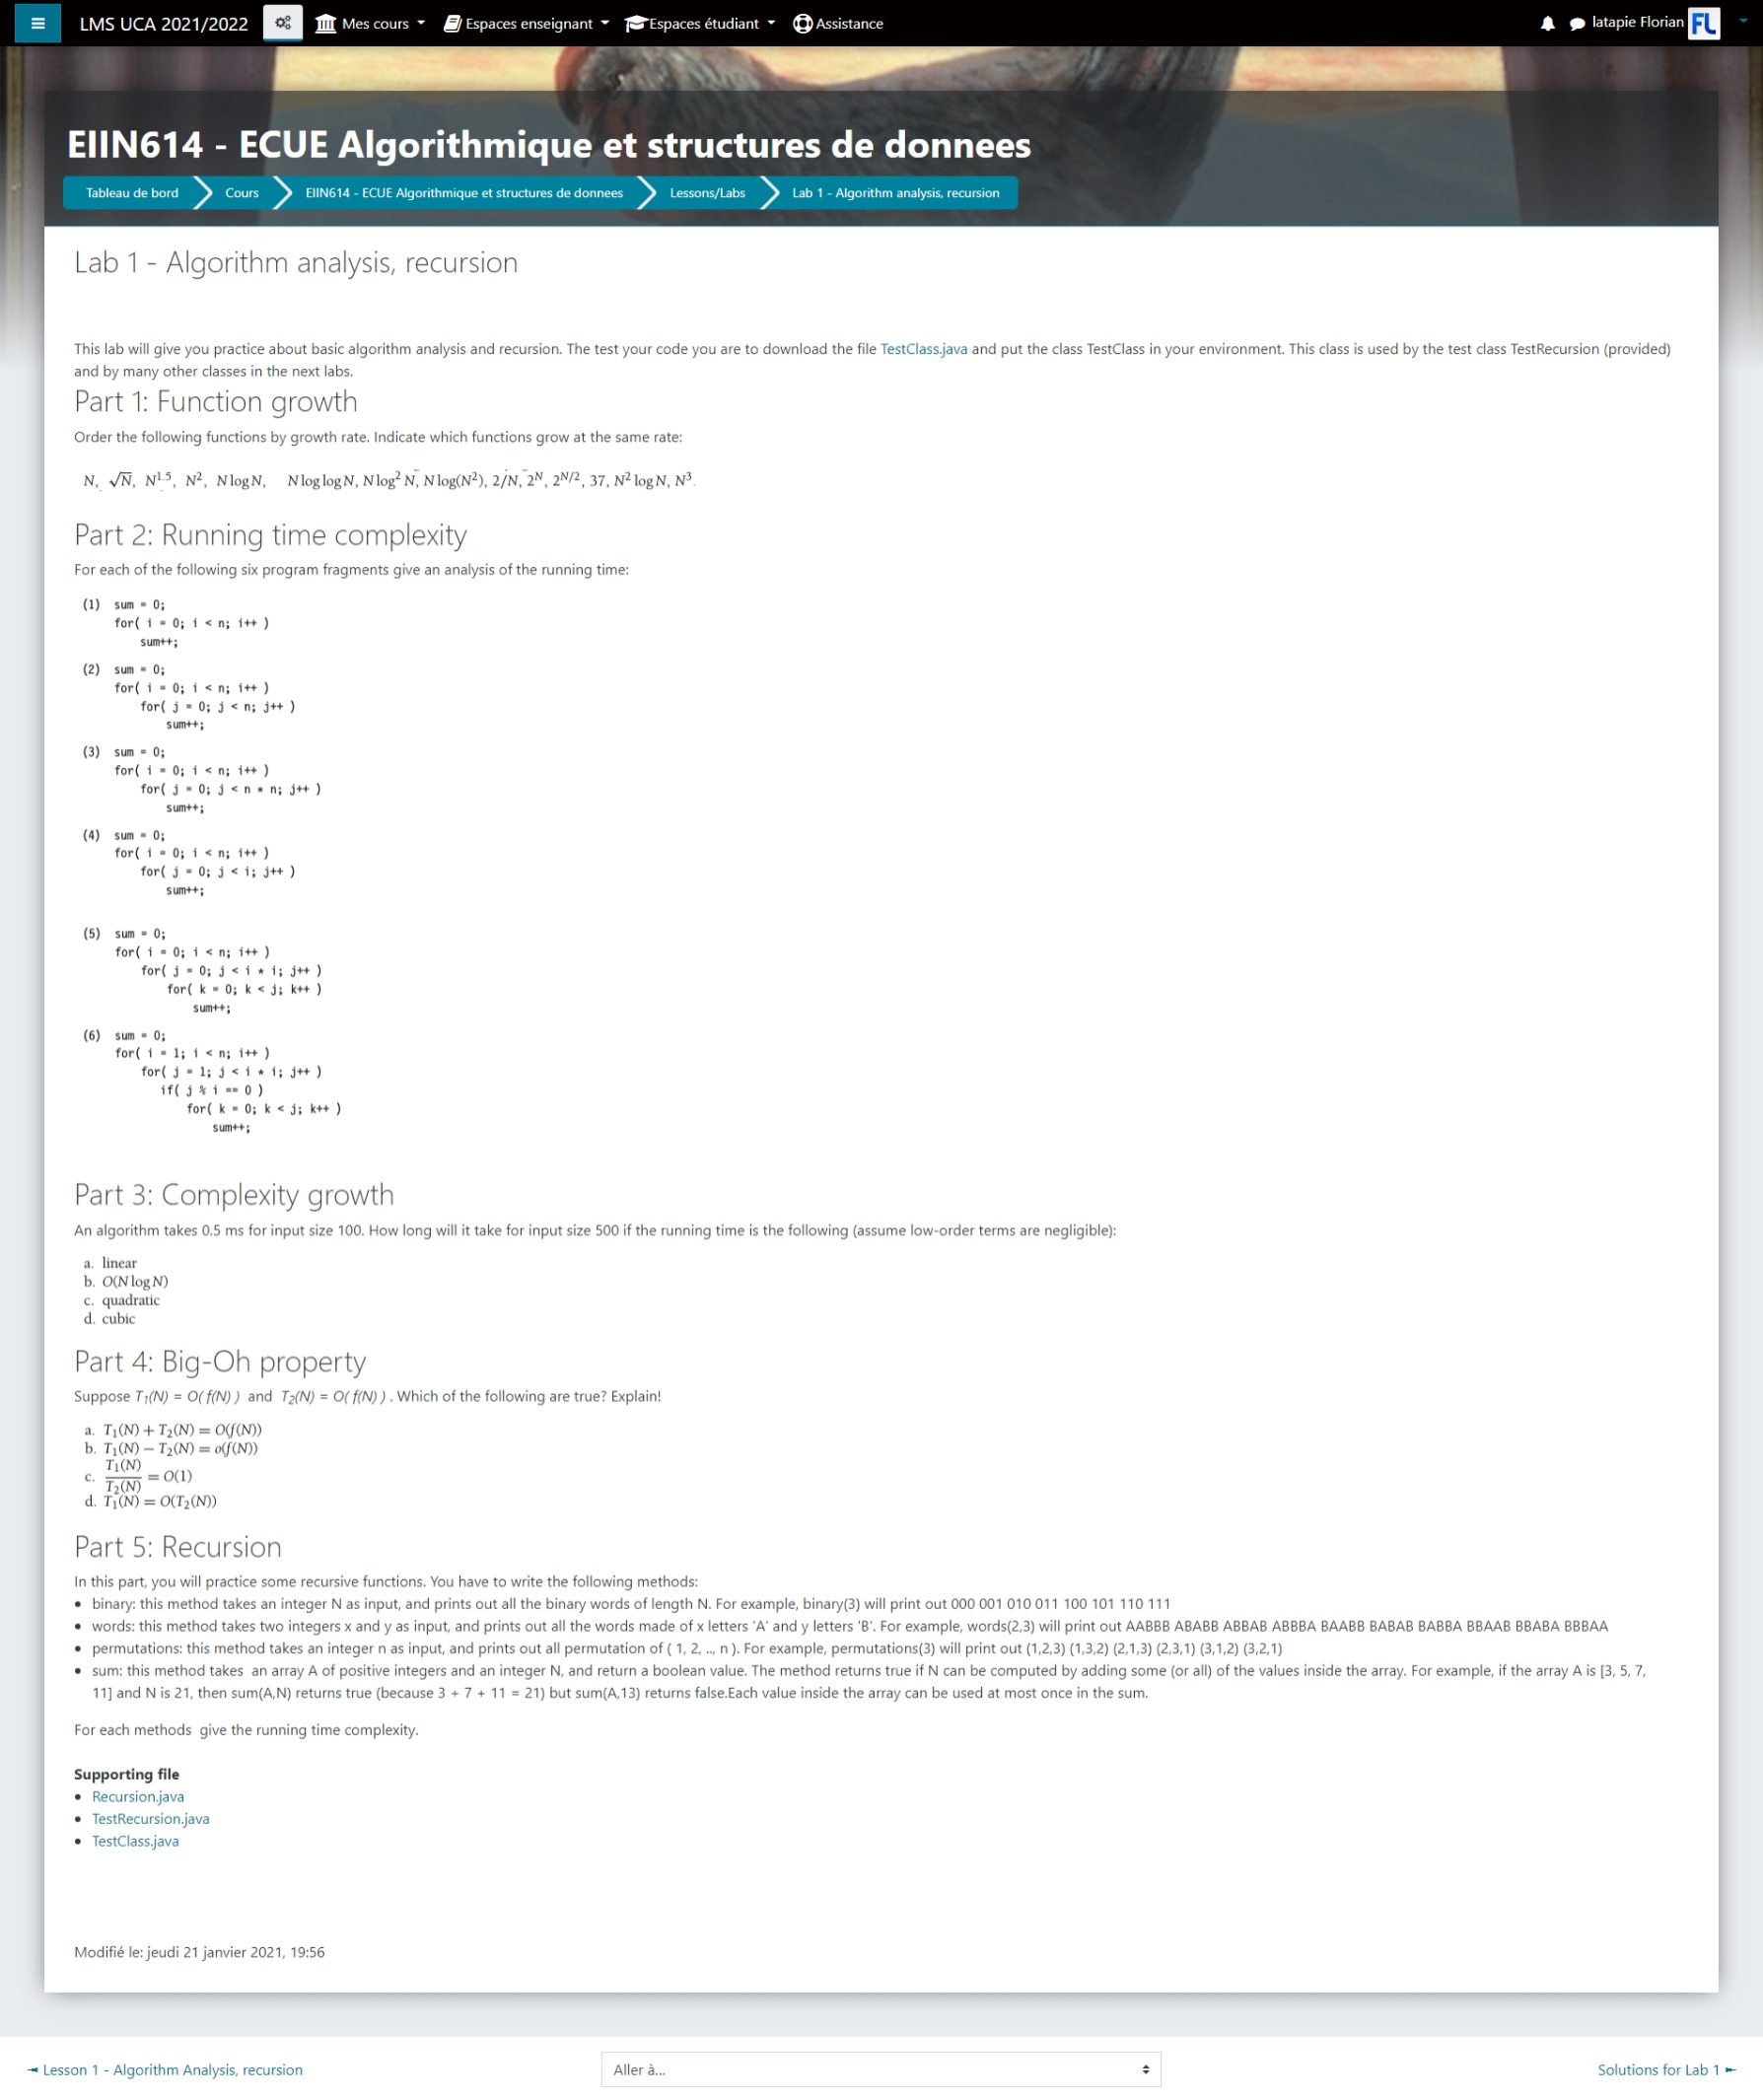 LMS UCA 2021/2022 Mes cours Espaces enseignant Espaces étudiant Assistance latapie Florian FL
EIIN614 - ECUE Algorithmique et structures de donnees
Tableau de bord Cours EIIN614 - ECUE Algorithmique et structures de donnees Lessons/Labs Lab 1 - Algorithm analysis, recursion
Lab 1 - Algorithm analysis, recursion
This lab will give you practice about basic algorithm analysis and recursion. The test your code you are to download the file TestClass.java and put the class TestClass in your environment. This class is used by the test class TestRecursion (provided)
and by many other classes in the next labs.
Part 1: Function growth
Order the following functions by growth rate. Indicate which functions grow at the same rate:
N, √N, N^1.5, N², N log N, N log log N, N log² N, N log(N²), 2/N, 2^N, 2^N/2, 37, N² log N, N³.
Part 2: Running time complexity
For each of the following six program fragments give an analysis of the running time:
(1) sum = 0;
for( i = 0; i < n; i++ )
sum++;
(2) sum = 0;
for( i = 0; i < n; i++ )
for( j = 0; j < n; j++ )
sum++;
(3) sum = 0;
for( i = 0; i < n; i++ )
for( j = 0; j < n * n; j++ )
sum++;
(4) sum = 0;
for( i = 0; i < n; i++ )
for( j = 0; j < i; j++ )
sum++;
(5) sum = 0;
for( i = 0; i < n; i++ )
for( j = 0; j < i * i; j++ )
for( k = 0; k < j; k++ )
sum++;
(6) sum = 0;
for( i = 1; i < n; i++ )
for( j = 1; j < i * i; j++ )
if( j % i == 0 )
for( k = 0; k < j; k++ )
sum++;
Part 3: Complexity growth
An algorithm takes 0.5 ms for input size 100. How long will it take for input size 500 if the running time is the following (assume low-order terms are negligible):
a. linear
b. O(N log N)
c. quadratic
d. cubic
Part 4: Big-Oh property
Suppose T₁(N) = O( f(N) ) and T₂(N) = O( f(N) ) . Which of the following are true? Explain!
a. T₁(N) + T₂(N) = O(f(N))
b. T₁(N) − T₂(N) = o(f(N))
c. T₁(N)/T₂(N) = O(1)
d. T₁(N) = O(T₂(N))
Part 5: Recursion
In this part, you will practice some recursive functions. You have to write the following methods:
• binary: this method takes an integer N as input, and prints out all the binary words of length N. For example, binary(3) will print out 000 001 010 011 100 101 110 111
• words: this method takes two integers x and y as input, and prints out all the words made of x letters 'A' and y letters 'B'. For example, words(2,3) will print out AABBB ABABB ABBAB ABBBA BAABB BABAB BABBA BBAAB BBABA BBBAA
• permutations: this method takes an integer n as input, and prints out all permutation of ( 1, 2, .., n ). For example, permutations(3) will print out (1,2,3) (1,3,2) (2,1,3) (2,3,1) (3,1,2) (3,2,1)
• sum: this method takes an array A of positive integers and an integer N, and return a boolean value. The method returns true if N can be computed by adding some (or all) of the values inside the array. For example, if the array A is [3, 5, 7,
11] and N is 21, then sum(A,N) returns true (because 3 + 7 + 11 = 21) but sum(A,13) returns false.Each value inside the array can be used at most once in the sum.
For each methods give the running time complexity.
Supporting file
• Recursion.java
• TestRecursion.java
• TestClass.java
Modifié le: jeudi 21 janvier 2021, 19:56
◄ Lesson 1 - Algorithm Analysis, recursion Aller à... Solutions for Lab 1 ►